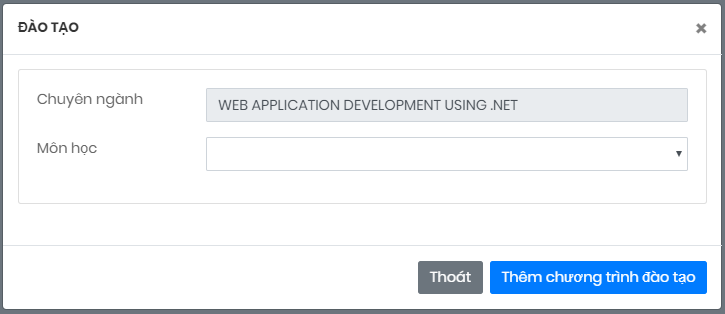 ĐÀO TẠO
Chuyên ngành
WEB APPLICATION DEVELOPMENT USING .NET
Môn học
Thoát
Thêm chương trình đào tạo